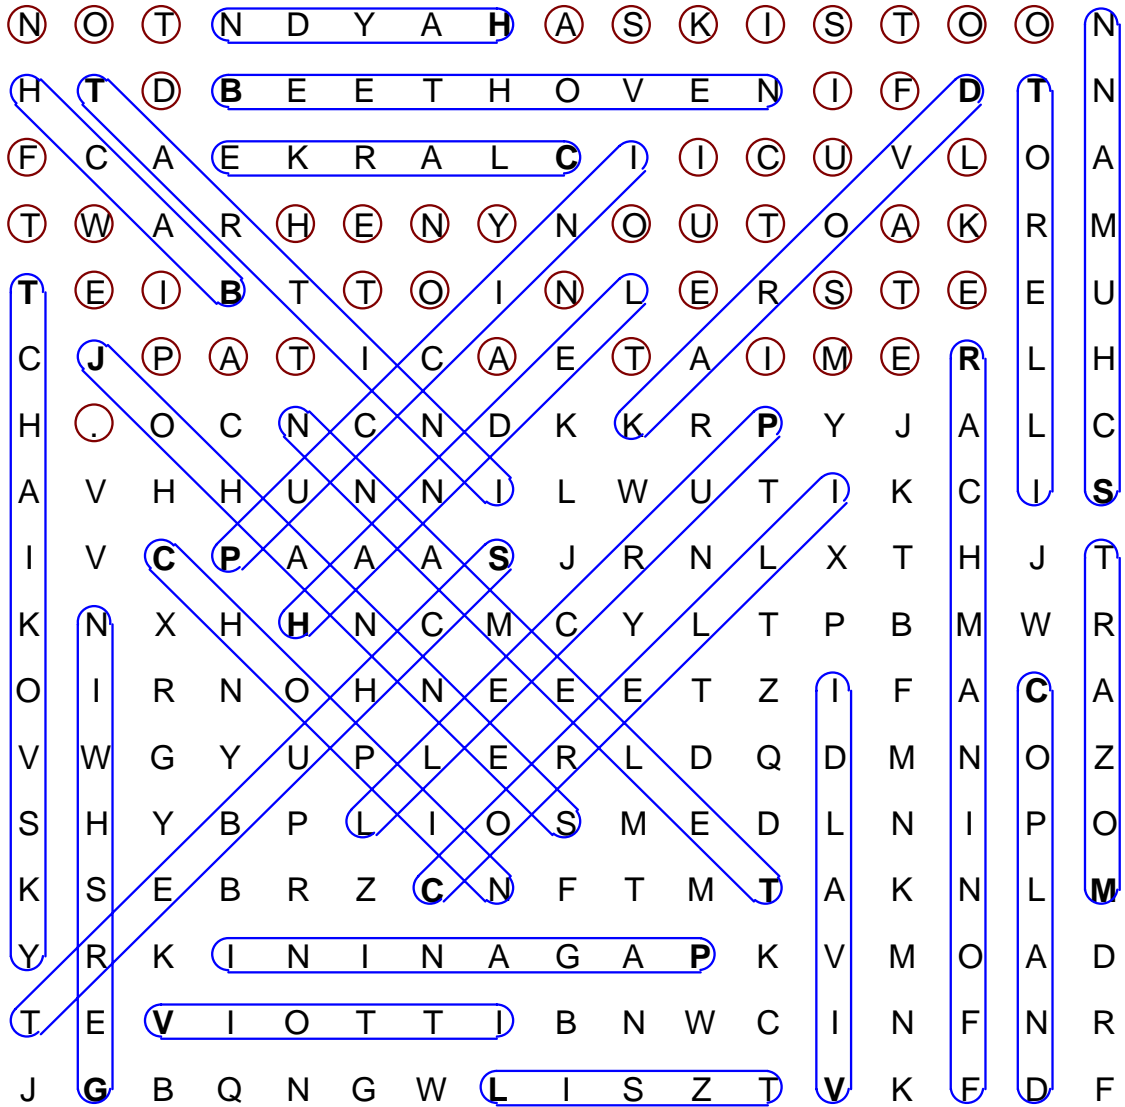 N O T N D Y A H A S K I S T O O N
H T D B E E T H O V E N I F D T N
F C A E K R A L C I I C U V L O A
T W A R H E N Y N O U T O A K R M
T E I B T T O I N L E R S T E E U
C J P A T I C A E T A I M E R L H
H . O C N C N D K K R P Y J A L C
A V H H U N N I L W U T I K C I S
I V C P A A A S J R N L X T H J T
K N X H H N C M C Y L T P B M W R
O I R N O H N E E E T Z I F A C A
V W G Y U P L E R L D Q D M N O Z
S H Y B P L I O S M E D L N I P O
K S E B R Z C N F T M T A K N L M
Y R K I N I N A G A P K V M O A D
T E V I O T T I B N W C I N F N R
J G B Q N G W L I S Z T V K F D F